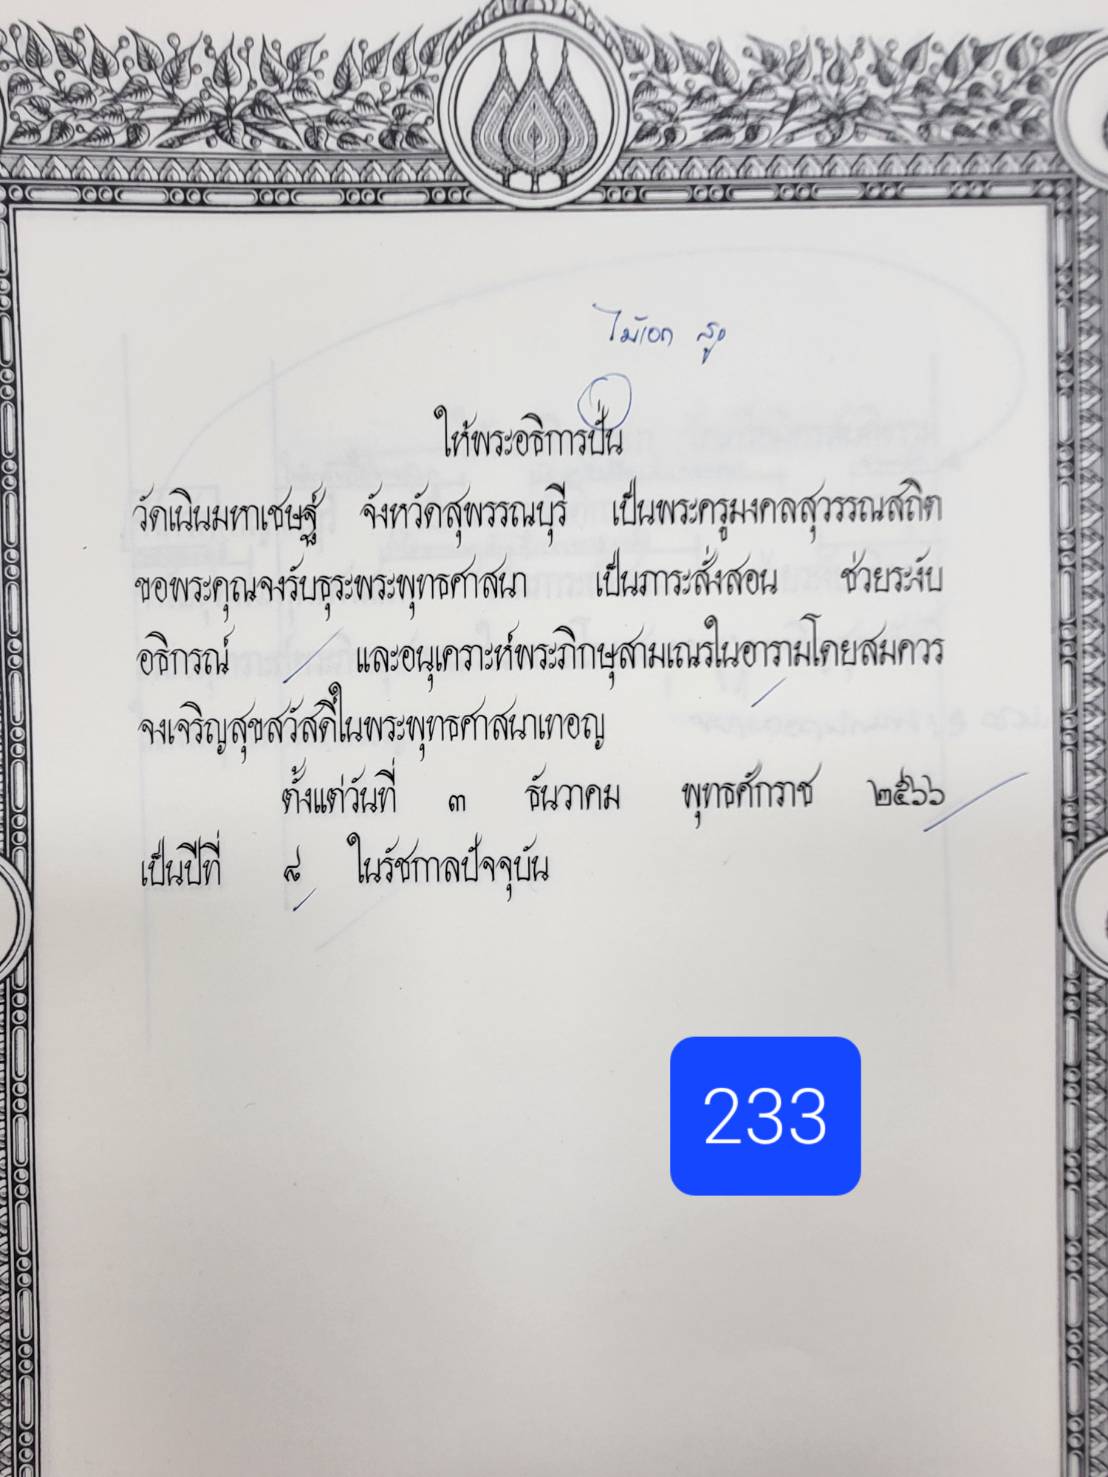 ไม้เอก สูง
ให้พระอธิการปั่น
วัดเนินมหาเชษฐ์ จังหวัดสุพรรณบุรี เป็นพระครูมงคลสุวรรณสถิต
ขอพระคุณจงรับธุระพระพุทธศาสนา เป็นภาระสั่งสอน ช่วยระงับ
อธิกรณ์ และอนุเคราะห์พระภิกษุสามเณรในอารามโดยสมควร
จงเจริญสุขสวัสดิ์ในพระพุทธศาสนาเทอญ
ตั้งแต่วันที่ ๓ ธันวาคม พุทธศักราช ๒๕๖๖
เป็นปีที่ ๘ ในรัชกาลปัจจุบัน
233